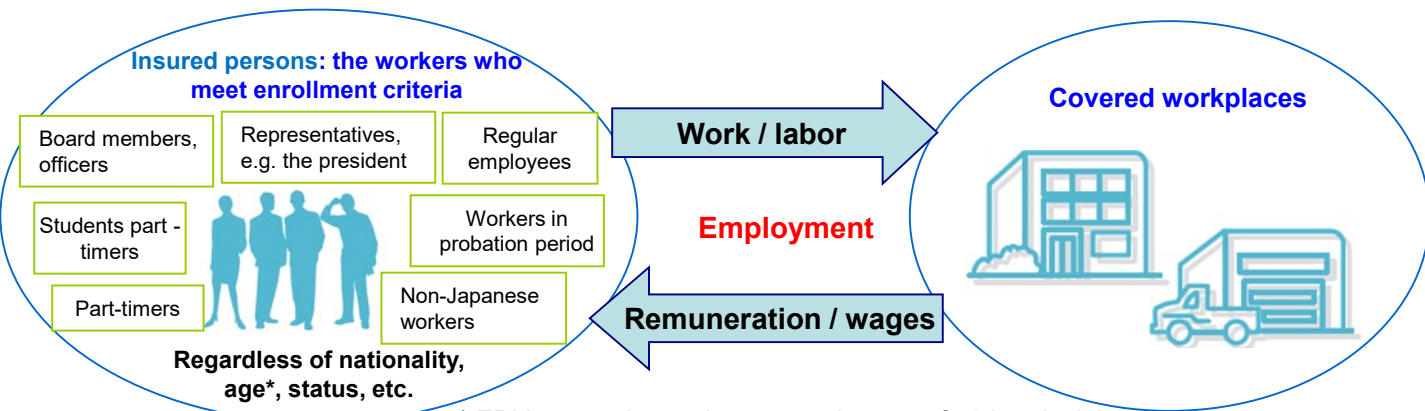 Insured persons: the workers who
meet enrollment criteria
Board members,
officers
Representatives,
e.g. the president
Regular
employees
Students part -
timers
Workers in
probation period
Part-timers
Non-Japanese
workers
Regardless of nationality,
age*, status, etc.
Work / labor
Employment
Remuneration / wages
Covered workplaces